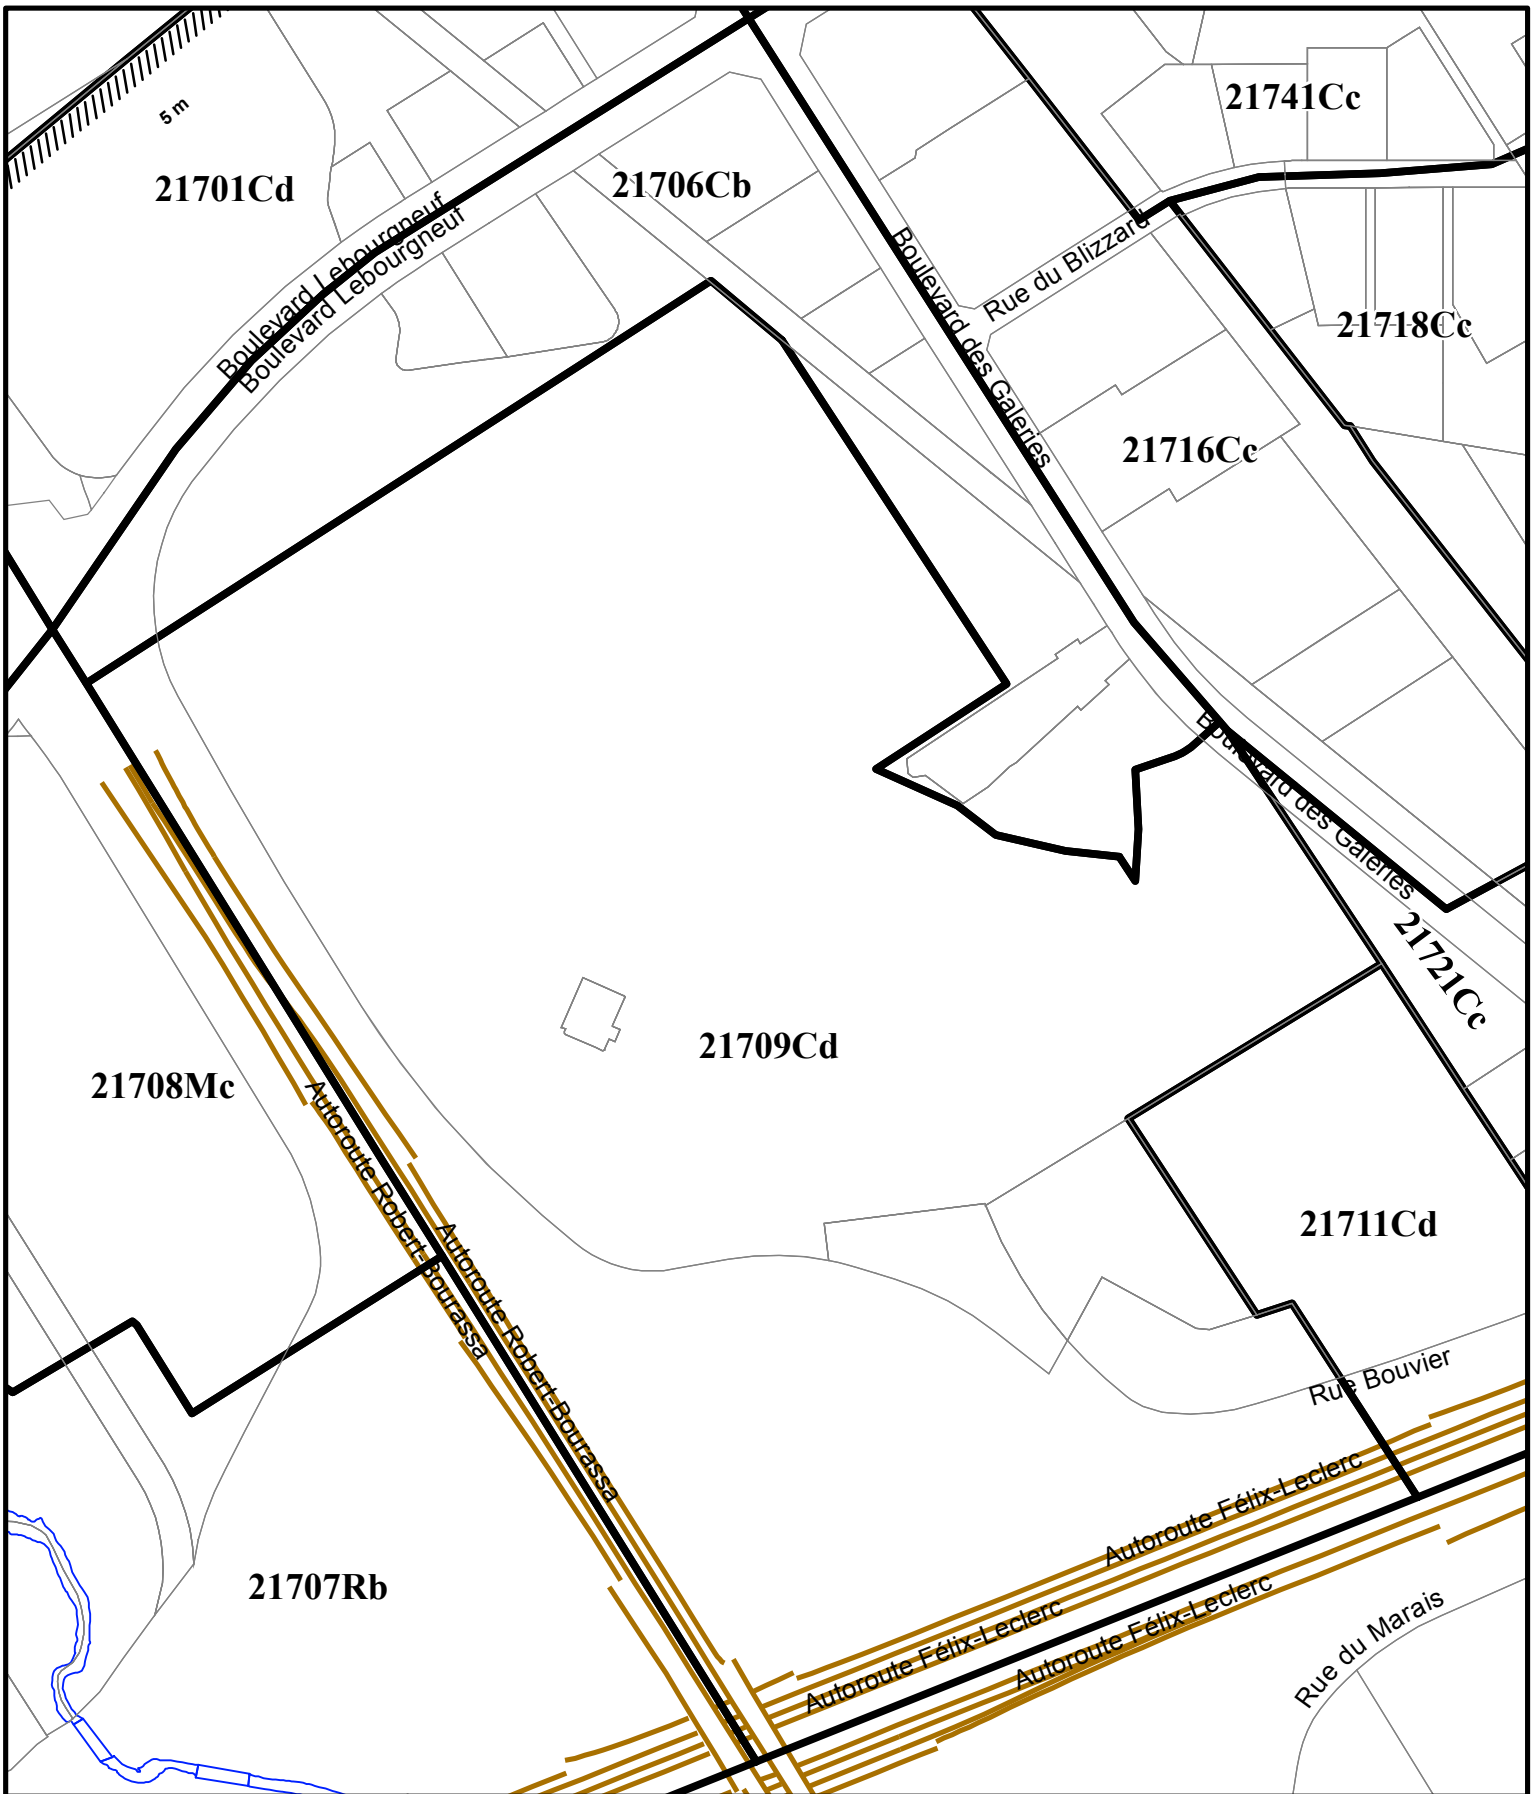 21741Cc
5 m
21701Cd
21706Cb
Boulevard Lebourgneuf
Boulevard Lebourgneuf
Rue du Blizzard
Boulevard des Galeries
21718Cc
21716Cc
Boulevard des Galeries
21721Cc
21709Cd
21708Mc
Autoroute Robert-Bourassa
Autoroute Robert-Bourassa
21711Cd
Rue Bouvier
Autoroute Félix-Leclerc
21707Rb
Autoroute Félix-Leclerc
Autoroute Félix-Leclerc
Rue du Marais